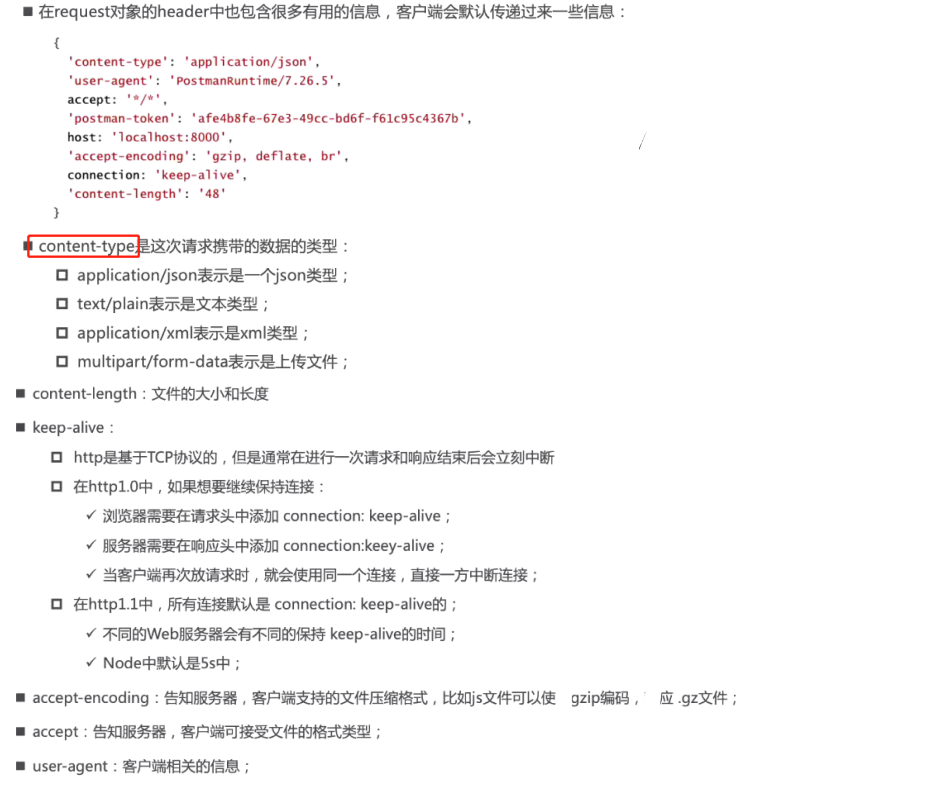 在request对象的header中也包含很多有用的信息，客户端会默认传递过来一些信息：
{
'content-type': 'application/json',
'user-agent': 'PostmanRuntime/7.26.5',
accept: '*/*',
'postman-token': 'afe4b8fe-67e3-49cc-bd6f-f61c95c4367b',
host: 'localhost:8000',
'accept-encoding': 'gzip, deflate, br',
connection: 'keep-alive',
'content-length': '48'
}
content-type是这次请求携带的数据的类型：
application/json表示是一个json类型；
text/plain表示是文本类型；
application/xml表示是xml类型；
multipart/form-data表示是上传文件；
content-length：文件的大小和长度
keep-alive：
http是基于TCP协议的，但是通常在进行一次请求和响应结束后会立刻中断
在http1.0中，如果想要继续保持连接：
✓ 浏览器需要在请求头中添加 connection: keep-alive；
✓ 服务器需要在响应头中添加 connection:keey-alive；
✓ 当客户端再次放请求时，就会使用同一个连接，直接一方中断连接；
在http1.1中，所有连接默认是 connection: keep-alive的；
✓ 不同的Web服务器会有不同的保持 keep-alive的时间；
✓ Node中默认是5s中；
accept-encoding：告知服务器，客户端支持的文件压缩格式，比如js文件可以使 gzip编码， 应 .gz文件；
accept：告知服务器，客户端可接受文件的格式类型；
user-agent：客户端相关的信息；